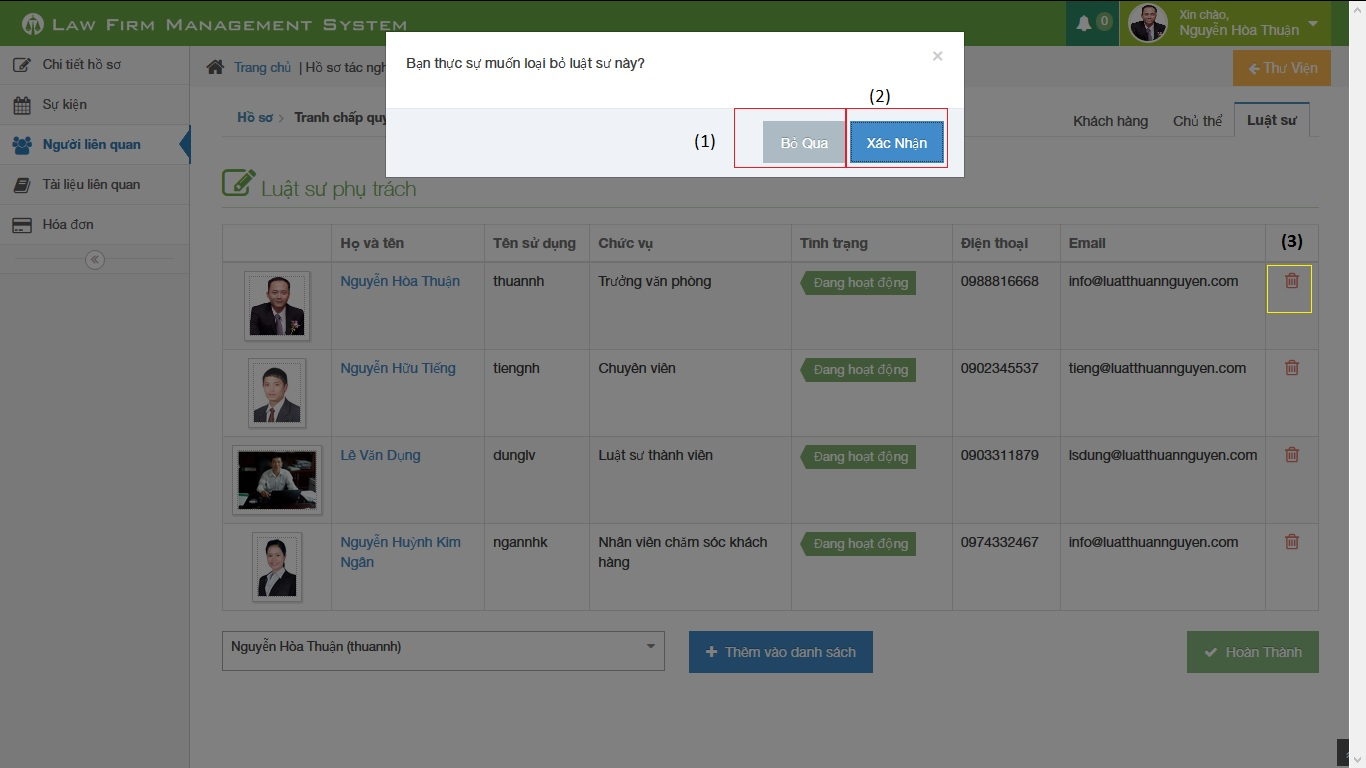 LAW FIRM MANAGEMENT SYSTEM
0
Xin chào,
Nguyễn Hòa Thuận
Chi tiết hồ sơ
Sự kiện
Người liên quan
Tài liệu liên quan
Hóa đơn
Trang chủ | Hồ sơ tác
Thư Viện
Bạn thực sự muốn loại bỏ luật sư này?
×
(1)
(2)
Bỏ Qua
Xác Nhận
Hồ sơ > Tranh chấp
Khách hàng
Chủ thể
Luật sư
Luật sư phụ trách
Họ và tên
Tên sử dụng
Chức vụ
Tình trạng
Điện thoại
Email
(3)
Nguyễn Hòa Thuận thuannh Trưởng văn phòng Đang hoạt động 0988816668 info@luatthuannguyen.com
Nguyễn Hữu Tiếng tiengnh Chuyên viên Đang hoạt động 0902345537 tieng@luatthuannguyen.com
Lê Văn Dụng dunglv Luật sư thành viên Đang hoạt động 0903311879 lsdung@luatthuannguyen.com
Nguyễn Huỳnh Kim ngannhk Nhân viên chăm sóc khách Đang hoạt động 0974332467 info@luatthuannguyen.com
Ngân hàng
Nguyễn Hòa Thuận (thuannh)
Thêm vào danh sách
Hoàn Thành